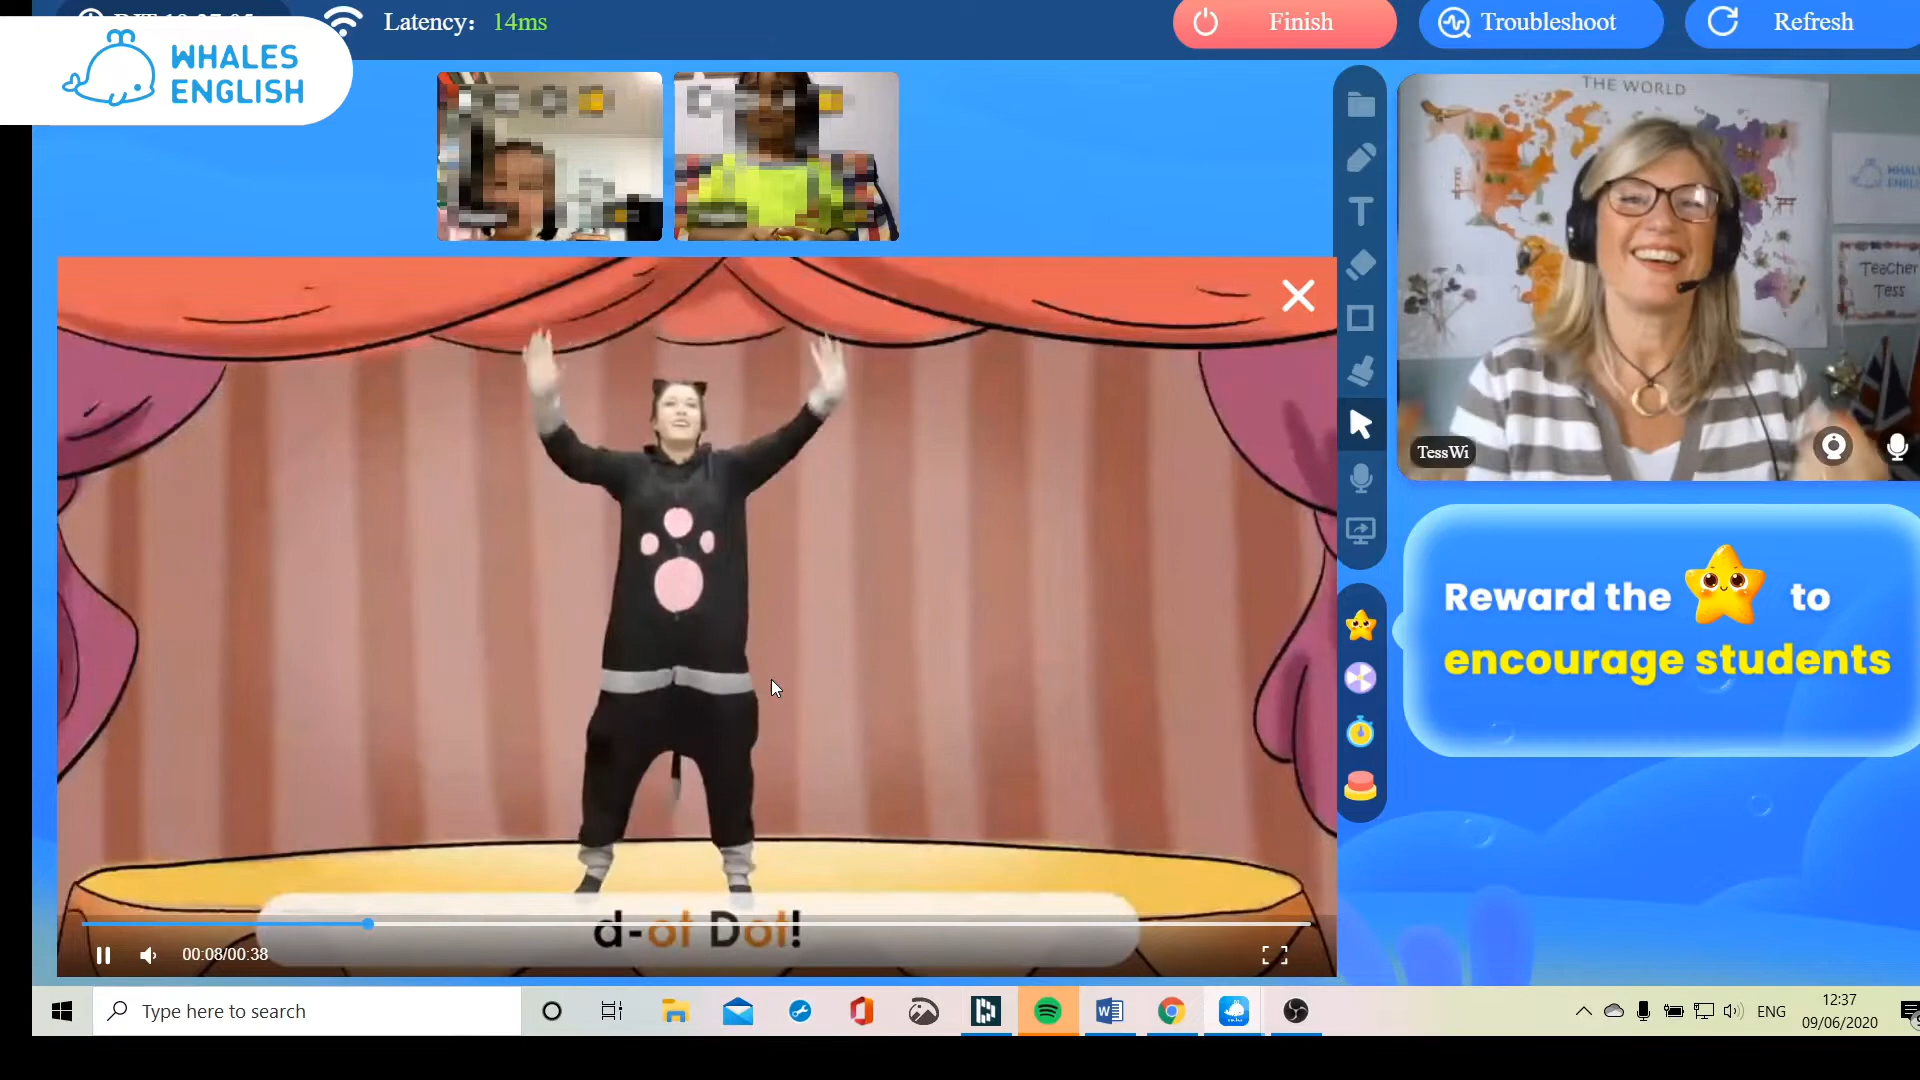 Latency: 14ms
Finish
Troubleshoot
Refresh
WHALES
ENGLISH
THE WORLD
Teacher
Tess
TessWi
Reward the to
encourage students
d-ot Dot!
00:08/00:38
Type here to search
ENG
12:37
09/06/2020